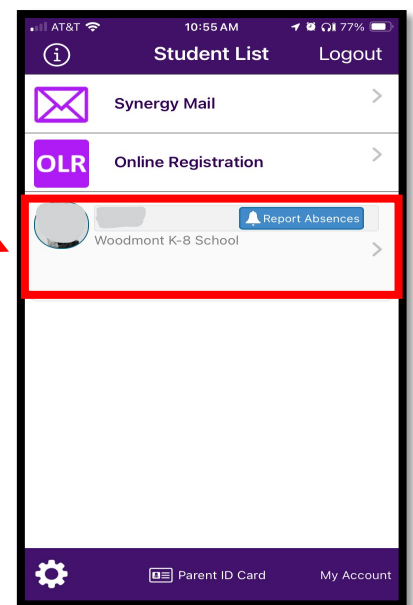 AT&T 10:55 AM 77%
Student List Logout
Synergy Mail
OLR Online Registration
Report Absences
Woodmont K-8 School
Parent ID Card My Account